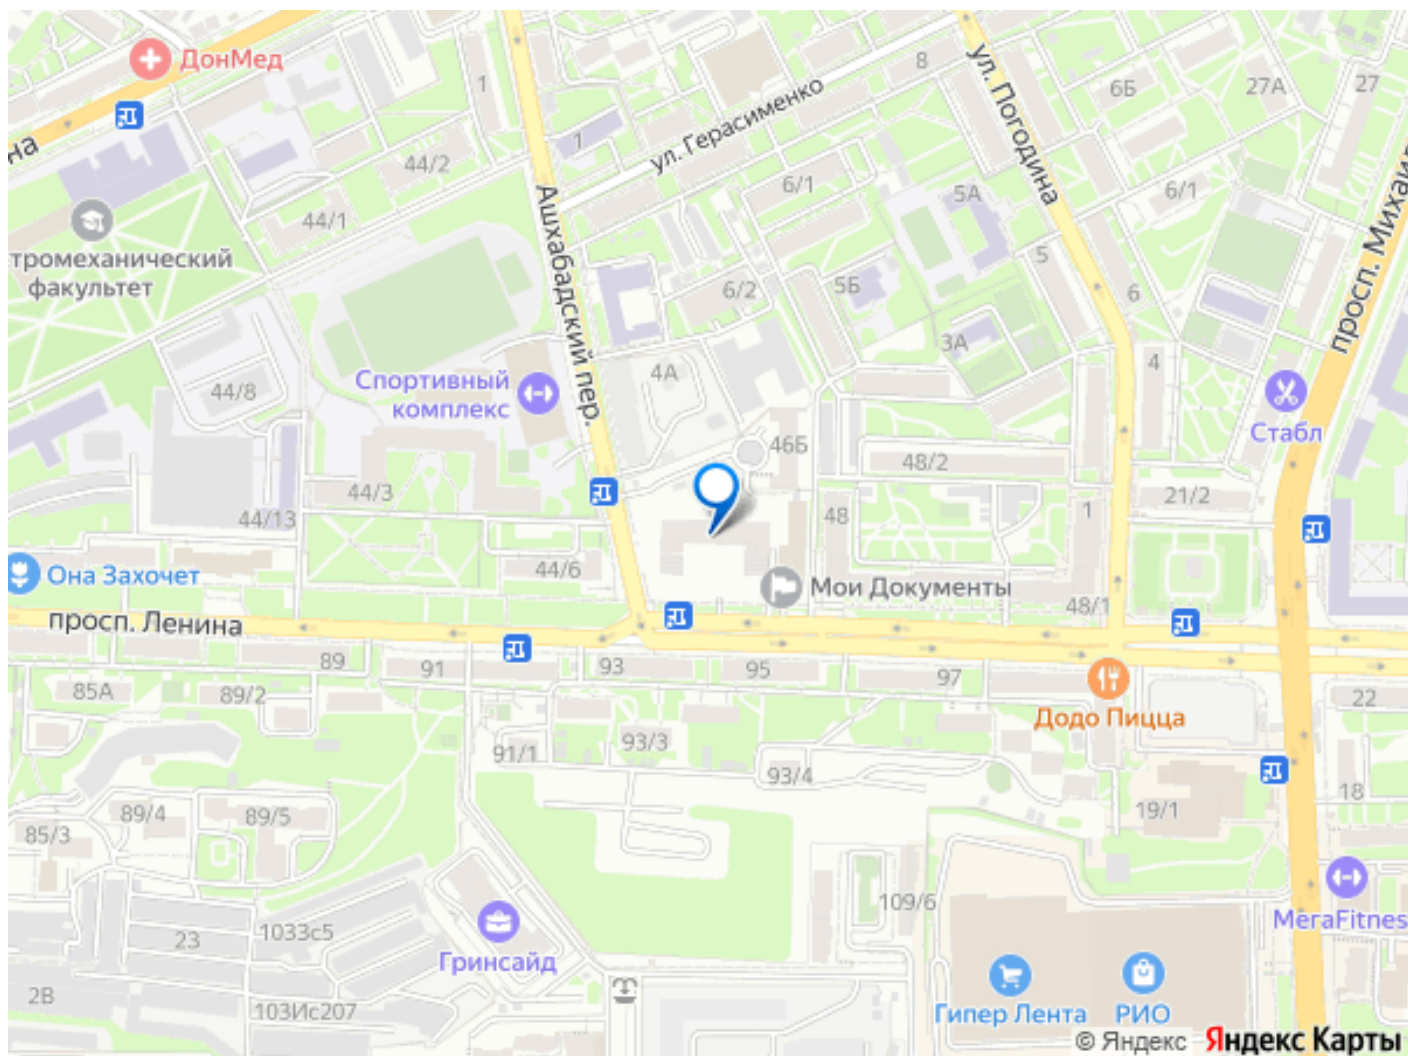 ДонМед
1
8
6Б
27А
27
ул. Погодина
ул. Герасименко
1
44/2
на
6/1
5А
6/1
44/1
Ашхабадский пер.
просп. Михаил
тромеханический
факультет
5
6/2
5Б
6
3А
4
4А
Спортивный
комплекс
44/8
Стабл
46Б
48/2
44/3
21/2
44/13
48
1
44/6
Она Захочет
Мои Документы
48/1
просп. Ленина
89
91
93
95
97
85А
89/2
22
Додо Пицца
93/3
91/1
93/4
18
89/4
89/5
19/1
85/3
109/6
МегаFitnes
23
1033с5
Гринсайд
2В
103Ис207
Гипер Лента
РИО
© Яндекс Яндекс Карты